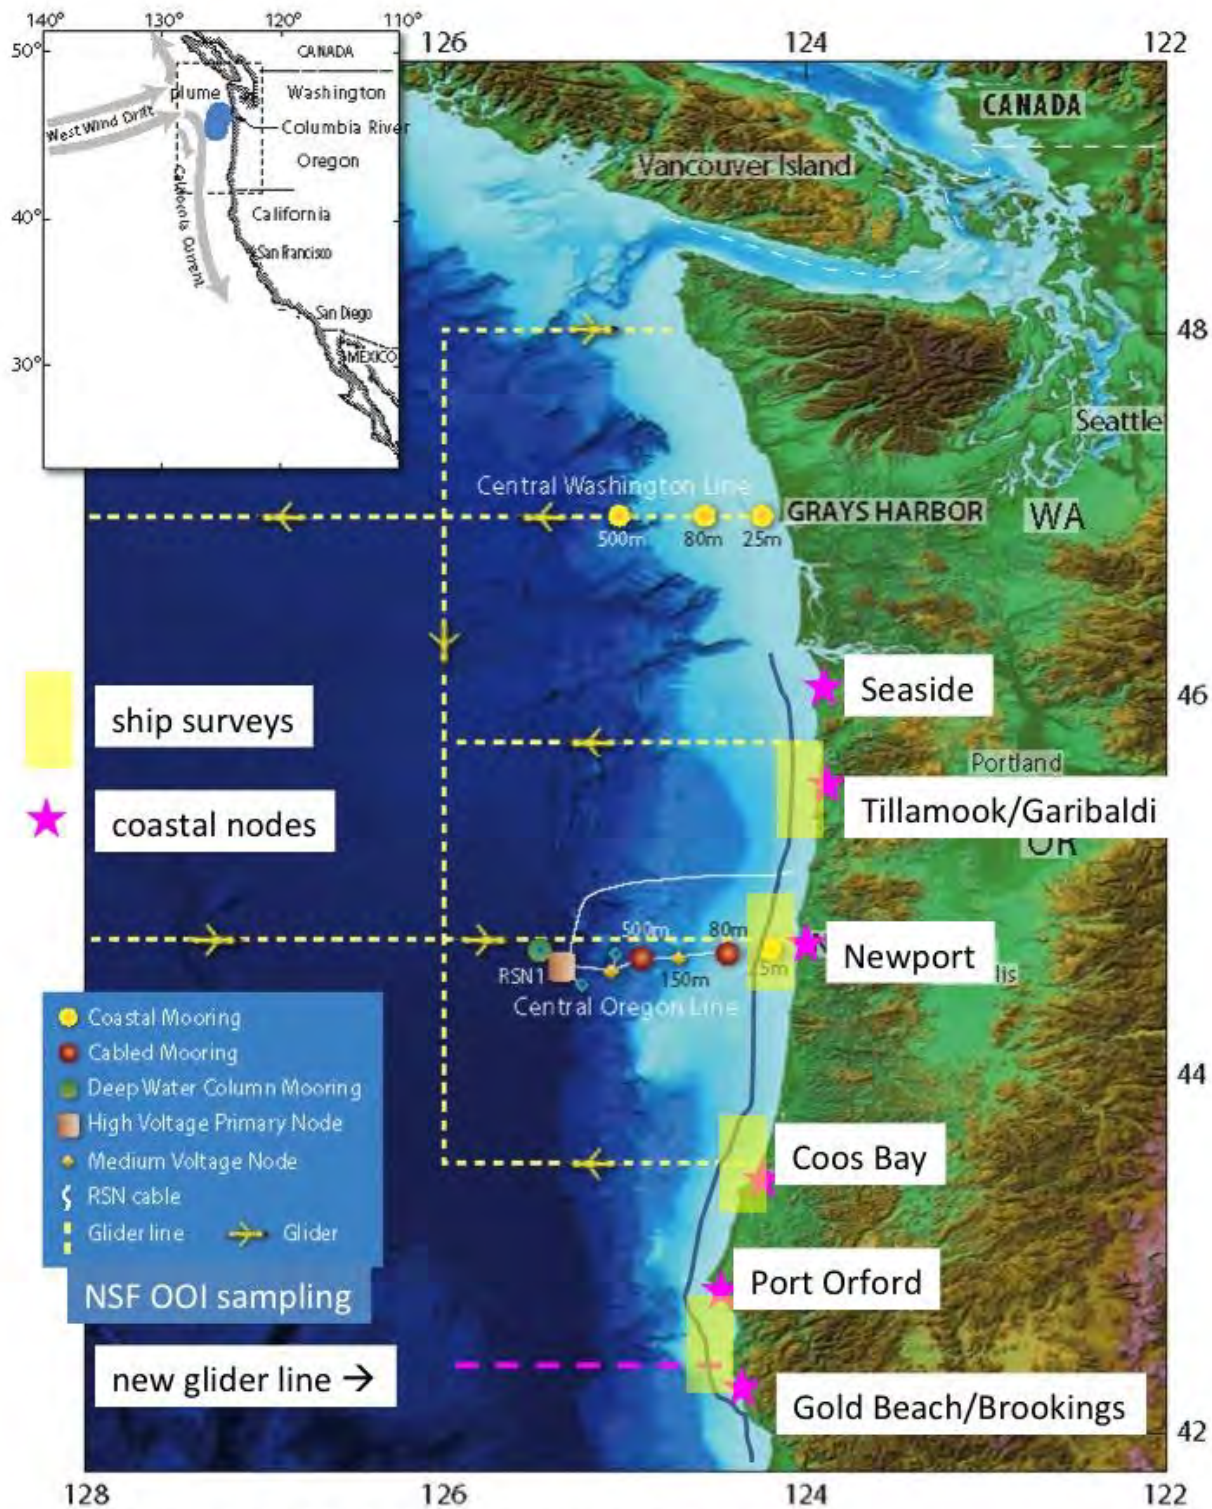 140°
130°
120°
110°
50°
40°
30°
CANADA
plume
Washington
West Wind Drift
Columbia River
Oregon
California Current
California
San Francisco
San Diego
MEXICO
126
124
122
CANADA
Vancouver Island
48
Seattle
Central Washington Line
GRAYS HARBOR
WA
500m
80m
25m
Seaside
46
ship surveys
Portland
coastal nodes
Tillamook/Garibaldi
OR
500m
80m
Newport
lis
RSN1
150m
5m
Central Oregon Line
Coastal Mooring
Cabled Mooring
44
Deep Water Column Mooring
High Voltage Primary Node
Medium Voltage Node
Coos Bay
RSN cable
Glider line
Glider
Port Orford
NSF OOI sampling
new glider line →
Gold Beach/Brookings
42
128
126
124
122